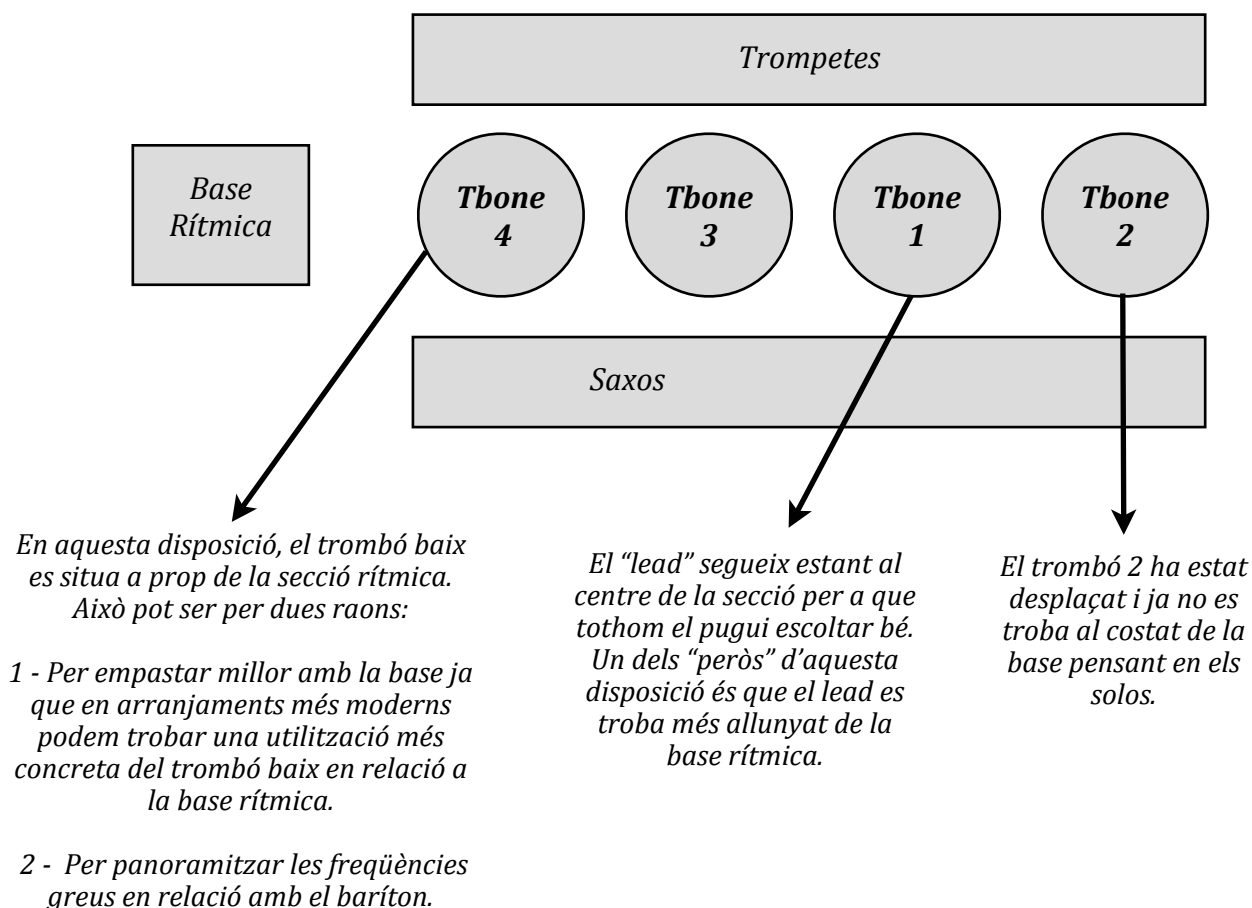 Trompetes
Base
Rítmica
Tbone
4
Tbone
3
Tbone
1
Tbone
2
Saxos
En aquesta disposició, el trombó baix
es situa a prop de la secció rítmica.
Això pot ser per dues raons:
1 - Per empastar millor amb la base ja
que en arranjaments més moderns
podem trobar una utilització més
concreta del trombó baix en relació a
la base rítmica.
2 - Per panoramitzar les freqüències
greus en relació amb el baríton.
El “lead” segueix estant al
centre de la secció per a que
tothom el pugui escoltar bé.
Un dels “peròs” d’aquesta
disposició és que el lead es
troba més allunyat de la
base rítmica.
El trombó 2 ha estat
desplaçat i ja no es
troba al costat de la
base pensant en els
solos.